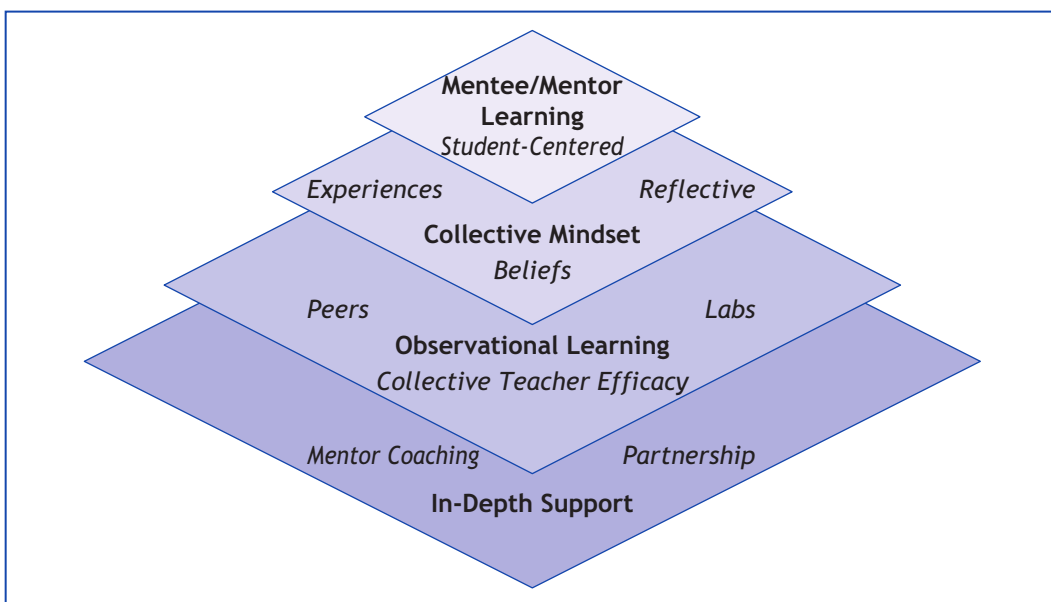 Mentee/Mentor
Learning
Student-Centered
Experiences Reflective
Collective Mindset
Beliefs
Peers Labs
Observational Learning
Collective Teacher Efficacy
Mentor Coaching Partnership
In-Depth Support